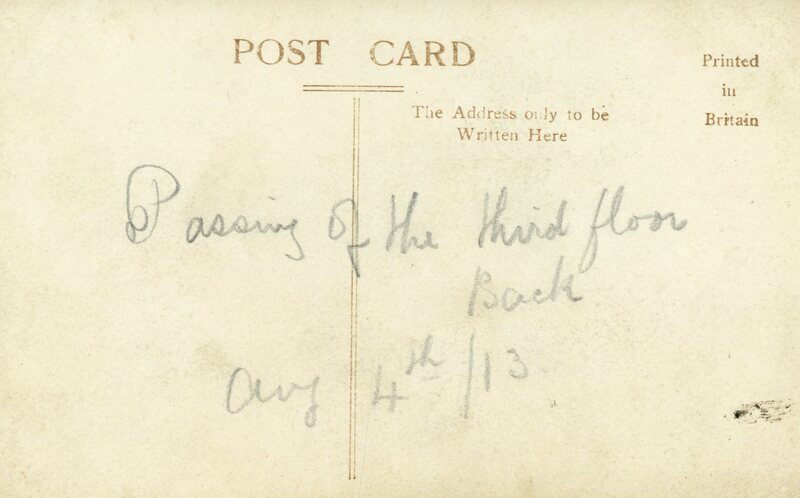 POST CARD
Printed
in
Britain
The Address only to be
Written Here
Passing of the third floor
Back
Aug 4th/13